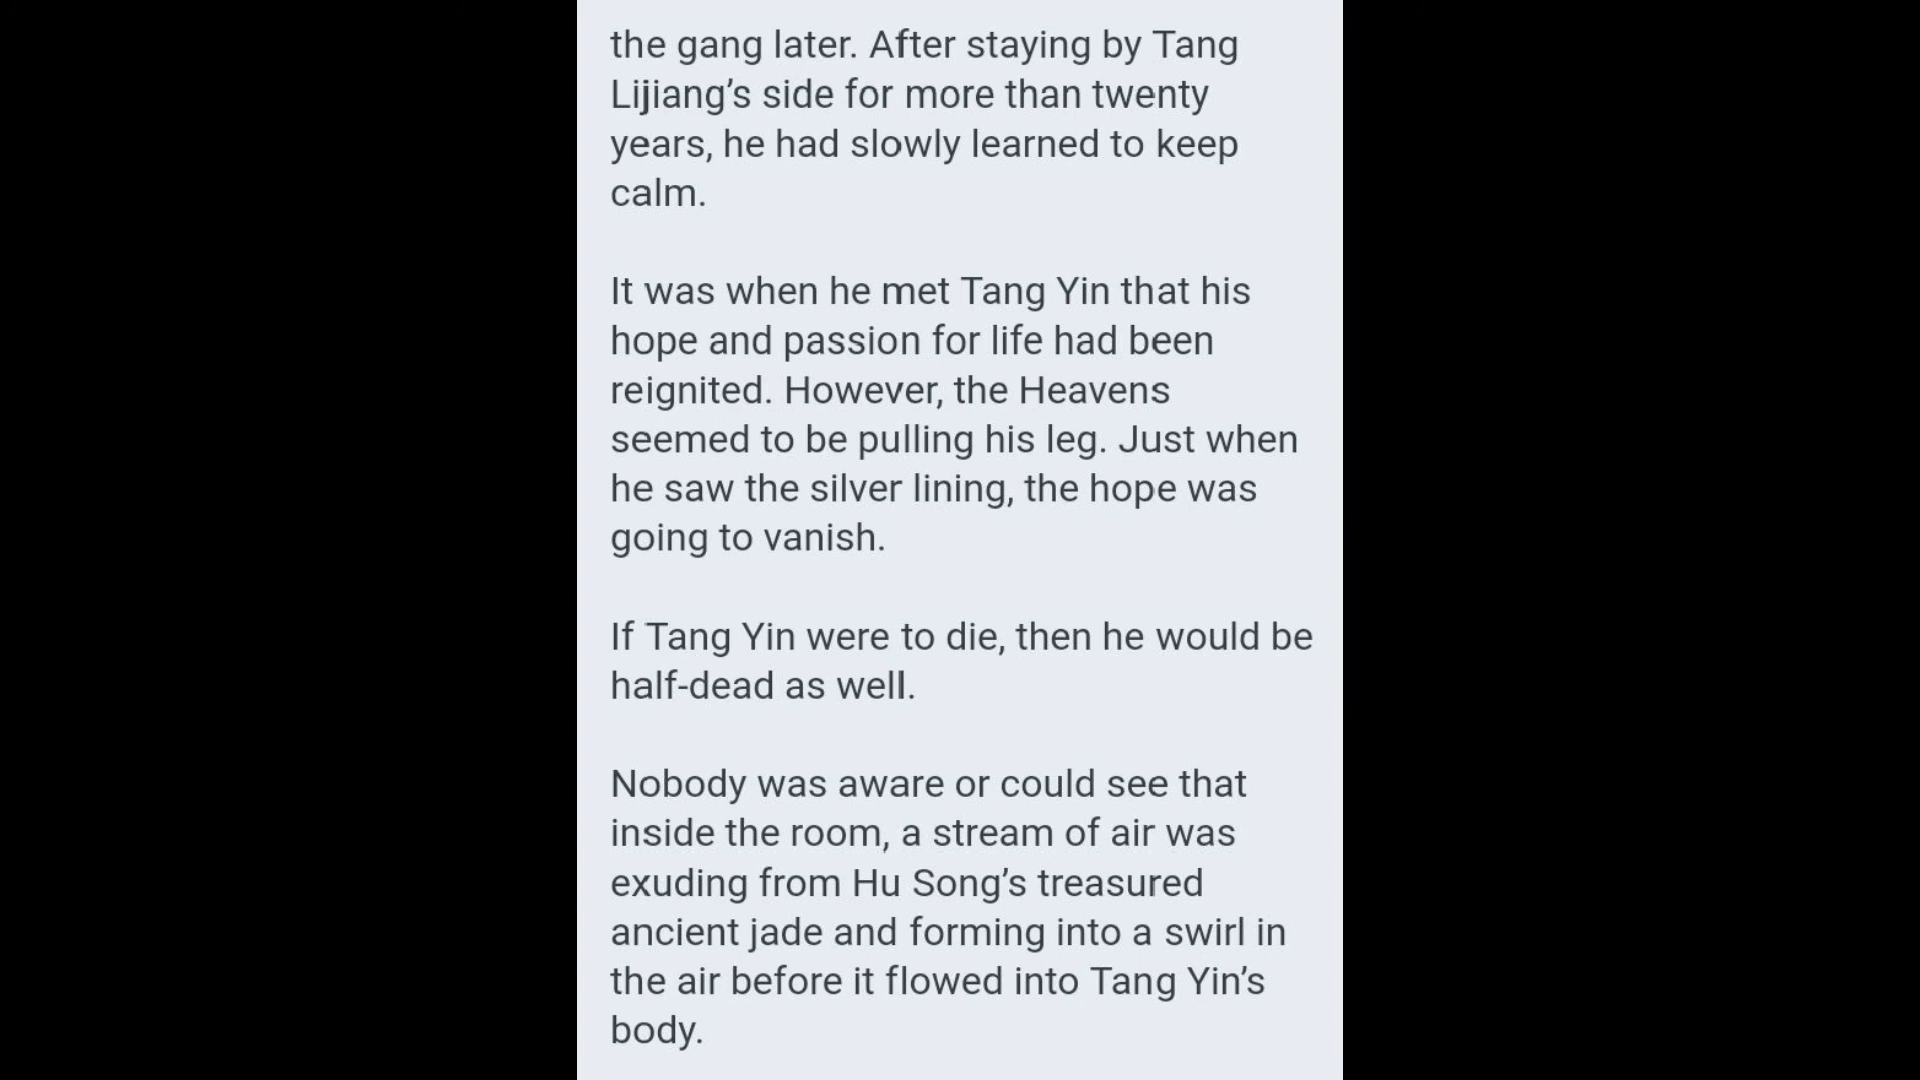 the gang later. After staying by Tang
Lijiang’s side for more than twenty
years, he had slowly learned to keep
calm.
It was when he met Tang Yin that his
hope and passion for life had been
reignited. However, the Heavens
seemed to be pulling his leg. Just when
he saw the silver lining, the hope was
going to vanish.
If Tang Yin were to die, then he would be
half-dead as well.
Nobody was aware or could see that
inside the room, a stream of air was
exuding from Hu Song’s treasured
ancient jade and forming into a swirl in
the air before it flowed into Tang Yin’s
body.